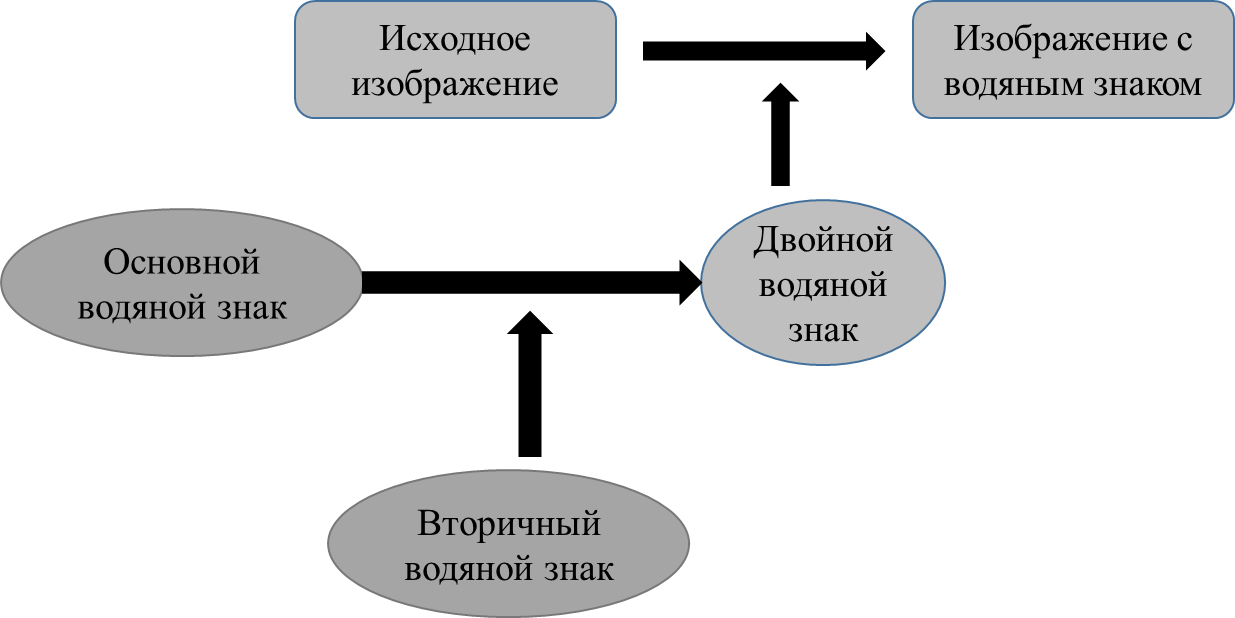 Исходное
изображение
Изображение с
водяным знаком
Основной
водяной знак
Двойной
водяной
знак
Вторичный
водяной знак